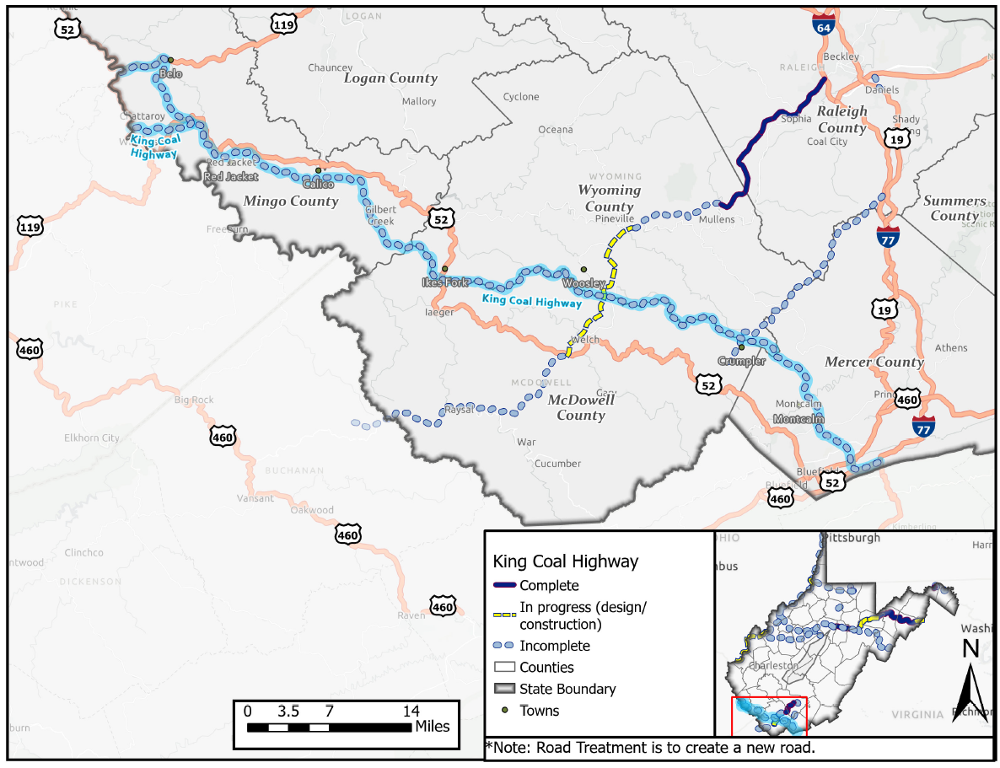 52
119
LOGAN
64
Beckley
RALEIGH
Chauncey
Logan County
Belo
Mallory
Cyclone
Daniels
Chattaroy
Sophia
Raleigh
County
Shady
Oceana
Coal City
19
King Coal
Highway
Red Jacket
Red Jacket
Calico
WYOMING
Wyoming
County
Mingo County
Summers
County
Gilbert
Creek
Pineville
Mullens
52
119
Freeburn
77
Ikes Fork
Woosley
King Coal Highway
PIKE
Iaeger
19
460
Welch
Athens
Crumpler
Mercer County
MCDOWELL
52
Gary
McDowell
County
460
Big Rock
Raysal
Montcalm
Montcalm
77
460
Elkhorn City
War
Cucumber
BUCHANAN
Bluefield
52
Bluefield
460
Vansant
Oakwood
Kimberling
460
Clinchco
DICKENSON
Raven
460
King Coal Highway
Complete
In progress (design/
construction)
Incomplete
Counties
State Boundary
Towns
0 3.5 7 14
Miles
Pittsburgh
Charleston
N
VIRGINIA
*Note: Road Treatment is to create a new road.